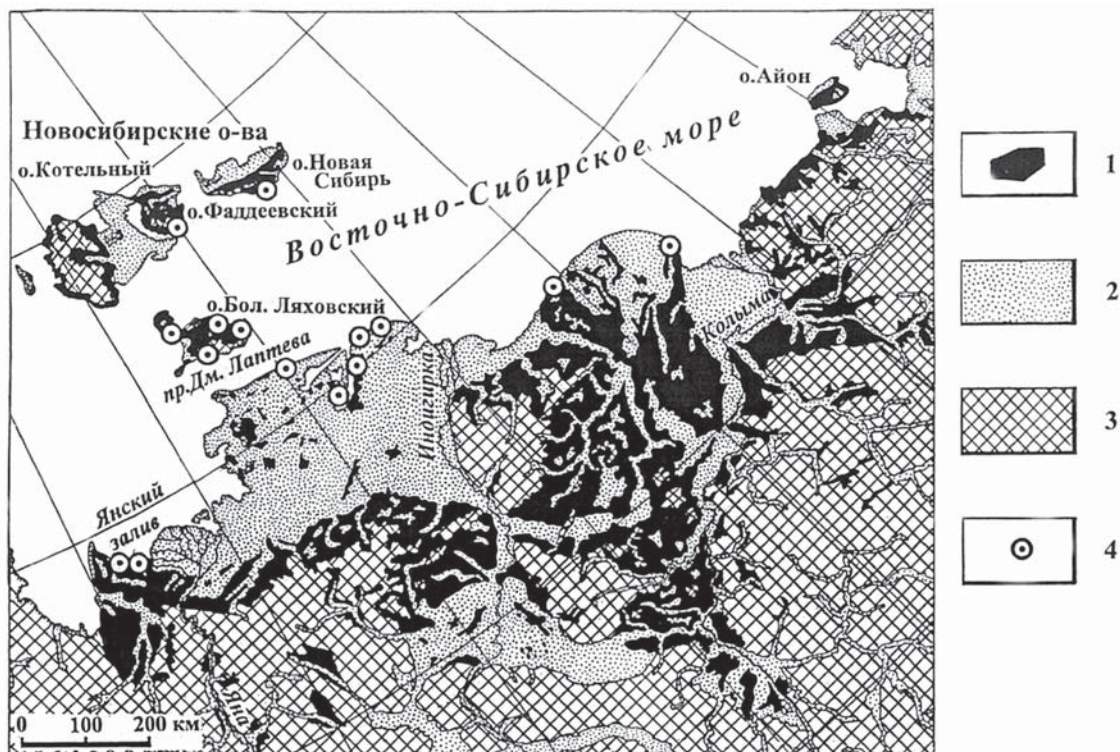 о.Айон
Новосибирские о-ва
о.Котельный
о.Новая
Сибирь
о.Фаддеевский
Восточно-Сибирское море
о.Бол. Ляховский
пр.Дм. Лаптева
Индигирка
Колыма
Янский
залив
Яна
0 100 200 км
1
2
3
4